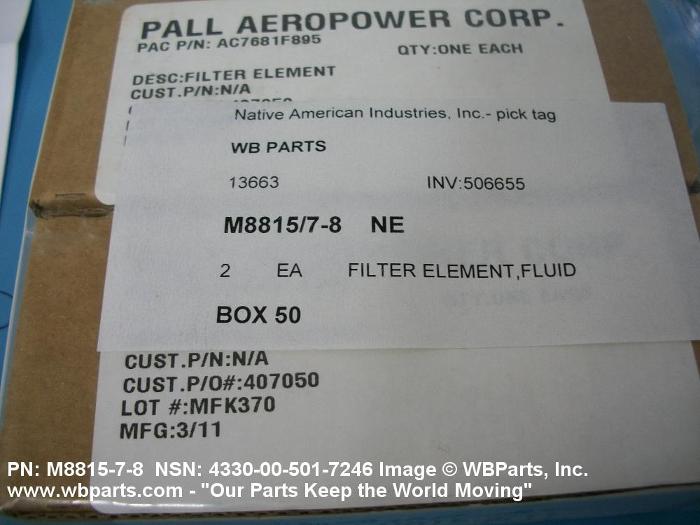 PALL AEROPOWER CORP.
PAC P/N: AC7681F895
QTY:ONE EACH
DESC:FILTER ELEMENT
CUST.P/N:N/A
Native American Industries, Inc.- pick tag
WB PARTS
13663 INV:506655
M8815/7-8 NE
2 EA FILTER ELEMENT,FLUID
BOX 50
CUST.P/N:N/A
CUST.P/O#:407050
LOT #:MFK370
MFG:3/11
PN: M8815-7-8 NSN: 4330-00-501-7246 Image © WBParts, Inc.
www.wbparts.com - "Our Parts Keep the World Moving"